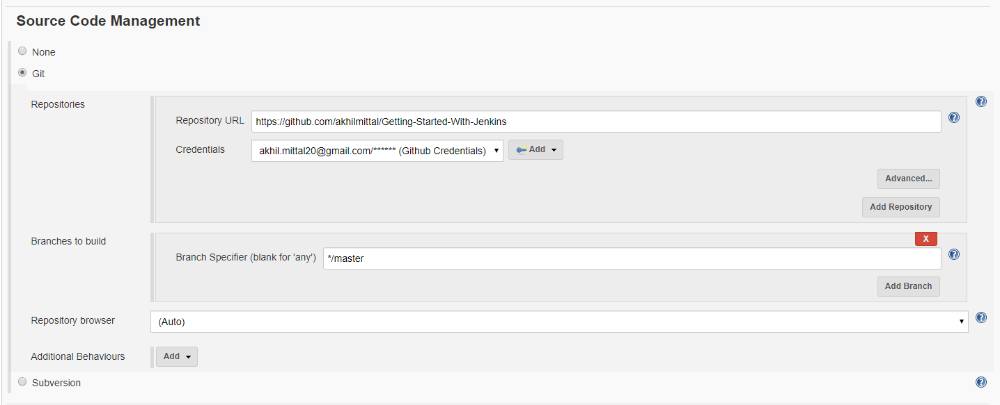 Source Code Management
None
Git
Repositories
Repository URL https://github.com/akhilmittal/Getting-Started-With-Jenkins
Credentials akhil.mittal20@gmail.com/****** (Github Credentials) Add
Advanced...
Add Repository
Branches to build
X
Branch Specifier (blank for 'any') */master
Add Branch
Repository browser (Auto)
Additional Behaviours Add
Subversion